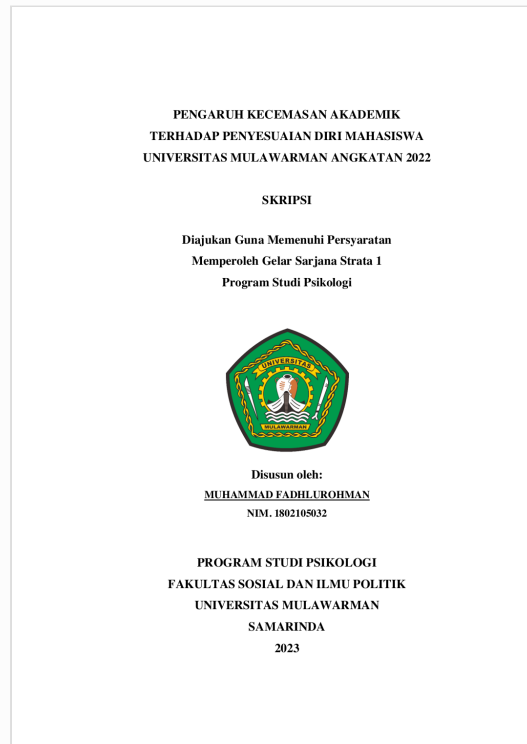 PENGARUH KECEMASAN AKADEMIK
TERHADAP PENYESUAIAN DIRI MAHASISWA
UNIVERSITAS MULAWARMAN ANGKATAN 2022
SKRIPSI
Diajukan Guna Memenuhi Persyaratan
Memperoleh Gelar Sarjana Strata 1
Program Studi Psikologi
UNIVERSITAS
MULAWARMAN
Disusun oleh:
MUHAMMAD FADHLUROHMAN
NIM. 1802105032
PROGRAM STUDI PSIKOLOGI
FAKULTAS SOSIAL DAN ILMU POLITIK
UNIVERSITAS MULAWARMAN
SAMARINDA
2023